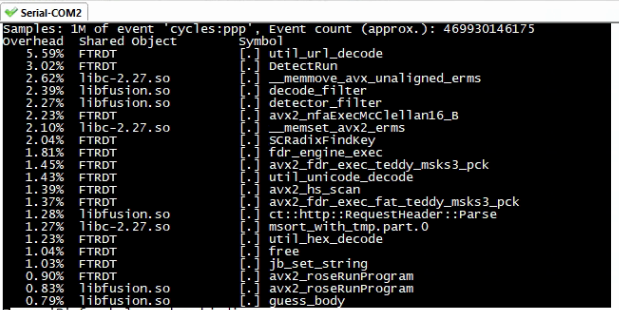 Serial-COM2
Samples: 1M of event 'cycles:ppp', Event count (approx.): 469930146175
Overhead Shared Object Symbol
5.59% FTRDT [.] util_url_decode
3.02% FTRDT [.] DetectRun
2.62% libc-2.27.so [.] __memmove_avx_unaligned_erms
2.39% libfusion.so [.] decode_filter
2.27% libfusion.so [.] detector_filter
2.23% FTRDT [.] avx2_nfaExecMcClellan16_B
2.10% libc-2.27.so [.] __memset_avx2_erms
2.04% FTRDT [.] SCRadixFindKey
1.81% FTRDT [.] fdr_engine_exec
1.45% FTRDT [.] avx2_fdr_exec_teddy_msks3_pck
1.43% FTRDT [.] util_unicode_decode
1.39% FTRDT [.] avx2_hs_scan
1.37% FTRDT [.] avx2_fdr_exec_fat_teddy_msks3_pck
1.28% libfusion.so [.] ct::http::RequestHeader::Parse
1.27% libc-2.27.so [.] msort_with_tmp.part.0
1.23% FTRDT [.] util_hex_decode
1.04% FTRDT [.] free
1.03% FTRDT [.] jb_set_string
0.90% FTRDT [.] avx2_roseRunProgram
0.83% libfusion.so [.] avx2_roseRunProgram
0.79% libfusion.so [.] guess_body